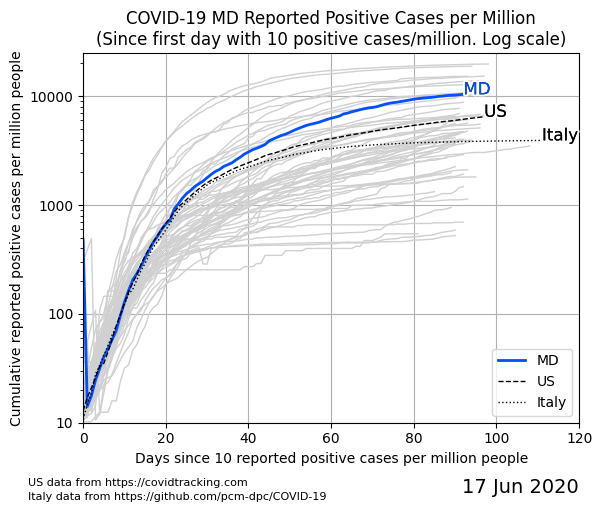 COVID-19 MD Reported Positive Cases per Million
(Since first day with 10 positive cases/million. Log scale)
Cumulative reported positive cases per million people
10000
1000
100
10
MD
US
Italy
MD
US
Italy
0 20 40 60 80 100 120
Days since 10 reported positive cases per million people
US data from https://covidtracking.com
Italy data from https://github.com/pcm-dpc/COVID-19
17 Jun 2020